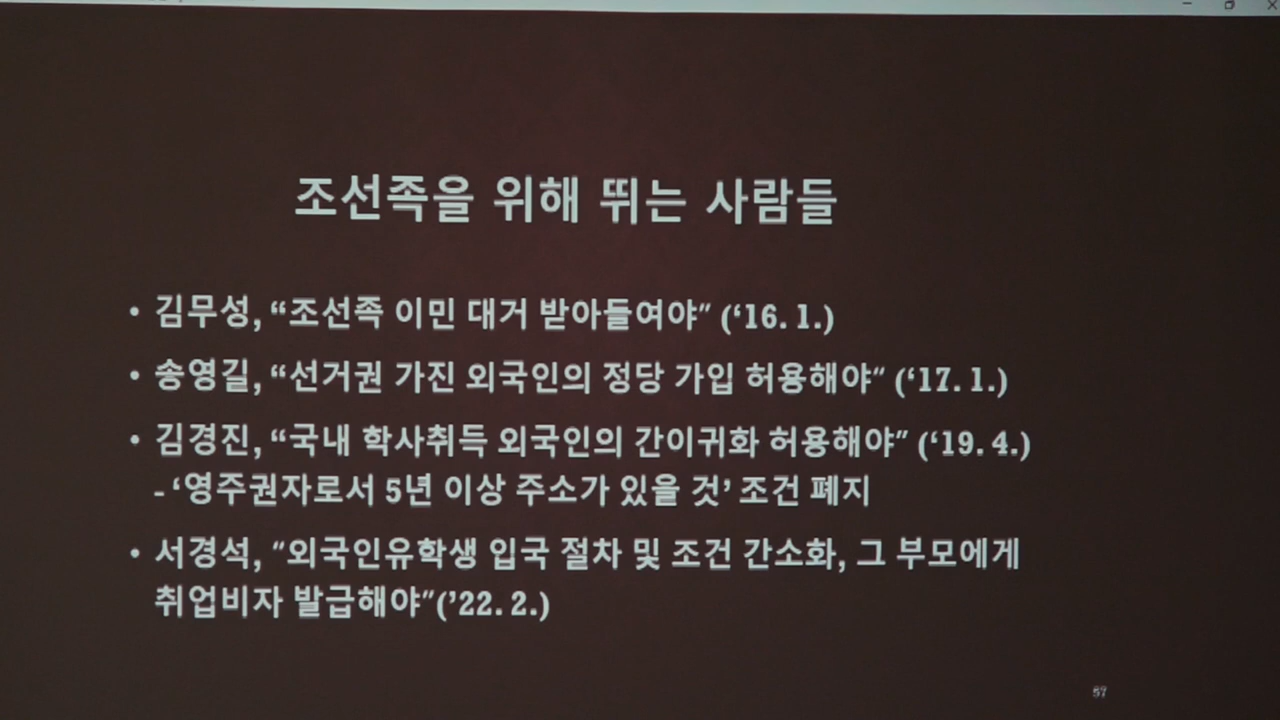 조선족을 위해 뛰는 사람들
• 김무성, “조선족 이민 대거 받아들여야” (‘16. 1.)
• 송영길, “선거권 가진 외국인의 정당 가입 허용해야” (‘17. 1.)
• 김경진, “국내 학사취득 외국인의 간이귀화 허용해야” (‘19. 4.)
- ‘영주권자로서 5년 이상 주소가 있을 것’ 조건 폐지
• 서경석, ”외국인유학생 입국 절차 및 조건 간소화, 그 부모에게
취업비자 발급해야”(’22. 2.)
57